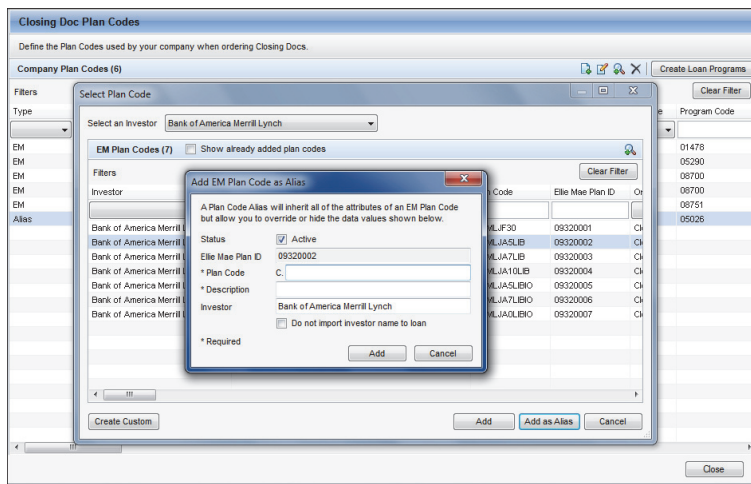 Closing Doc Plan Codes
Define the Plan Codes used by your company when ordering Closing Docs.
Company Plan Codes (6)
Create Loan Programs
Filters
Clear Filter
Type
Program Code
EM
01478
EM
05290
EM
08700
EM
08700
EM
08751
Alias
05026
Select Plan Code
Select an Investor
Bank of America Merrill Lynch
EM Plan Codes (7)
Show already added plan codes
Filters
Clear Filter
Investor
Code
Ellie Mae Plan ID
Bank of America Merrill
09320001
Bank of America Merrill
09320002
Bank of America Merrill
09320003
Bank of America Merrill
09320004
Bank of America Merrill
09320005
Bank of America Merrill
09320006
Bank of America Merrill
09320007
Create Custom
Add
Add as Alias
Cancel
Add EM Plan Code as Alias
A Plan Code Alias will inherit all of the attributes of an EM Plan Code
but allow you to override or hide the data values shown below.
Status
Active
Ellie Mae Plan ID
09320002
* Plan Code
C.
* Description
Investor
Bank of America Merrill Lynch
Do not import investor name to loan
* Required
Add
Cancel
Close